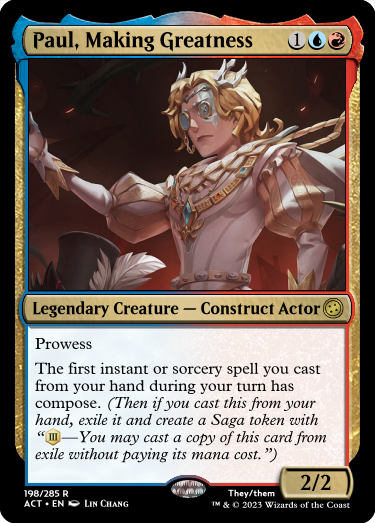 Paul, Making Greatness 1
Legendary Creature — Construct Actor
Prowess
The first instant or sorcery spell you cast
from your hand during your turn has
compose. (Then if you cast this from your
hand, exile it and create a Saga token with
“III—You may cast a copy of this card from
exile without paying its mana cost.”)
2/2
198/285 R They/them
ACT • EN LIN CHANG ™ & © 2023 Wizards of the Coast